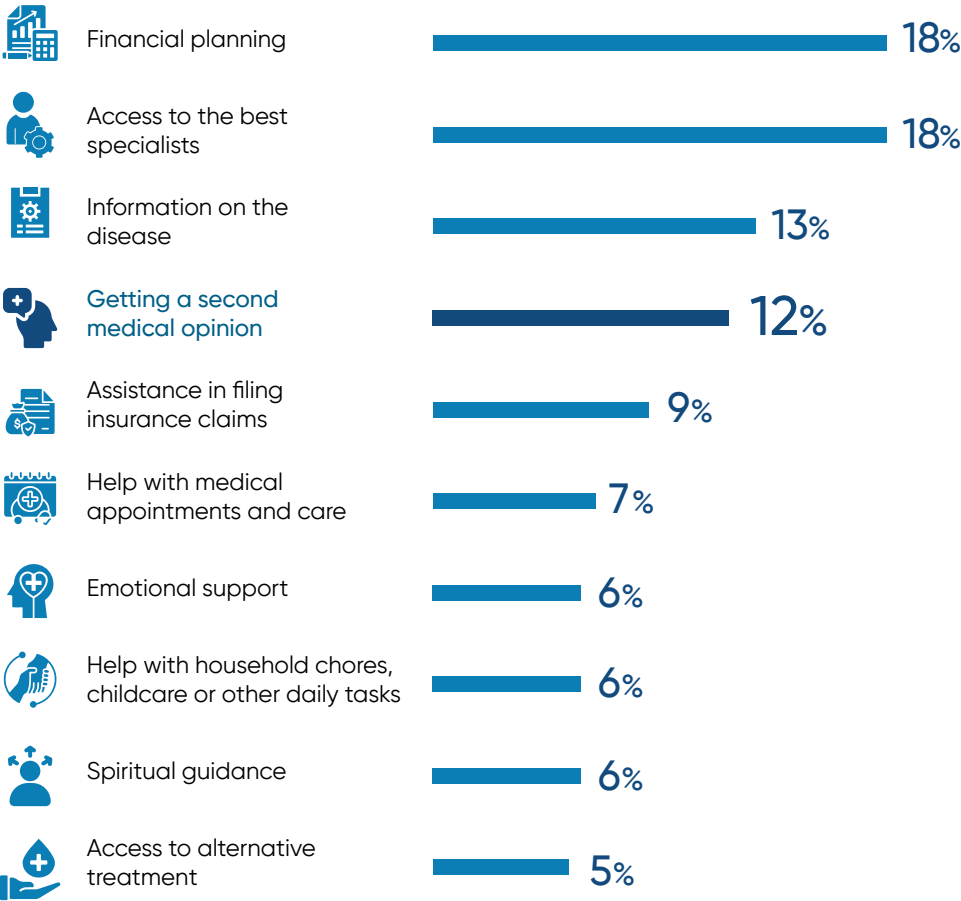 Financial planning
18%
Access to the best
specialists
18%
Information on the
disease
13%
Getting a second
medical opinion
12%
Assistance in filing
insurance claims
9%
Help with medical
appointments and care
7%
Emotional support
6%
Help with household chores,
childcare or other daily tasks
6%
Spiritual guidance
6%
Access to alternative
treatment
5%